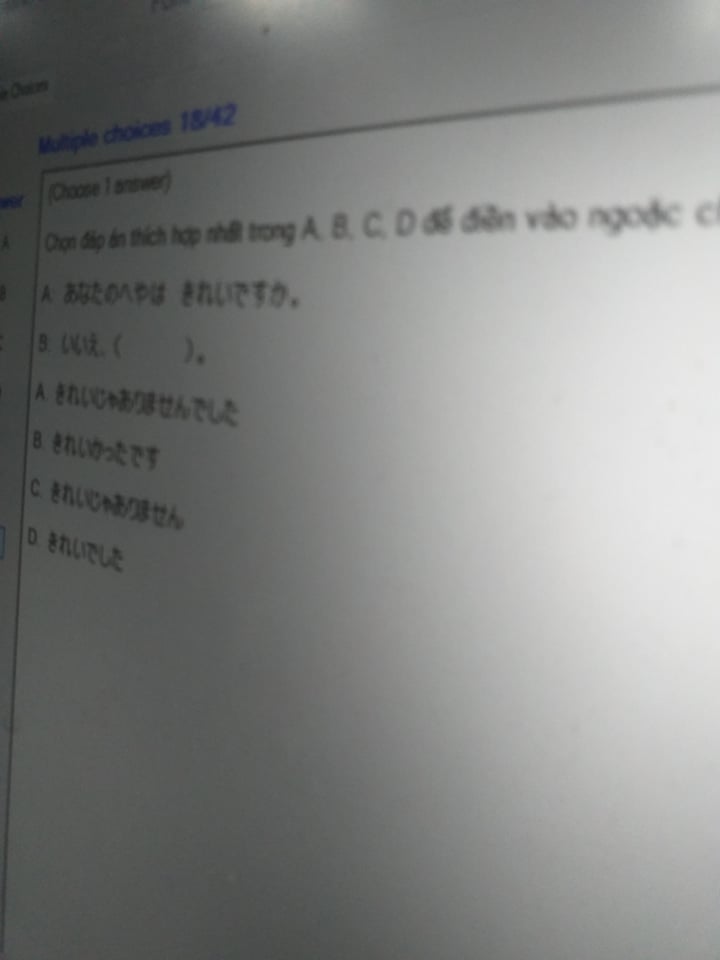 Multiple choices 18/42
(Choose 1 answer)
Chọn đáp án thích hợp nhất trong A, B, C, D để điền vào ngoặc
A: あなたのへやは きれいですか。
B: いいえ、( )。
A. きれいじゃありませんでした
B. きれいかったです
C. きれいじゃありません
D. きれいでした